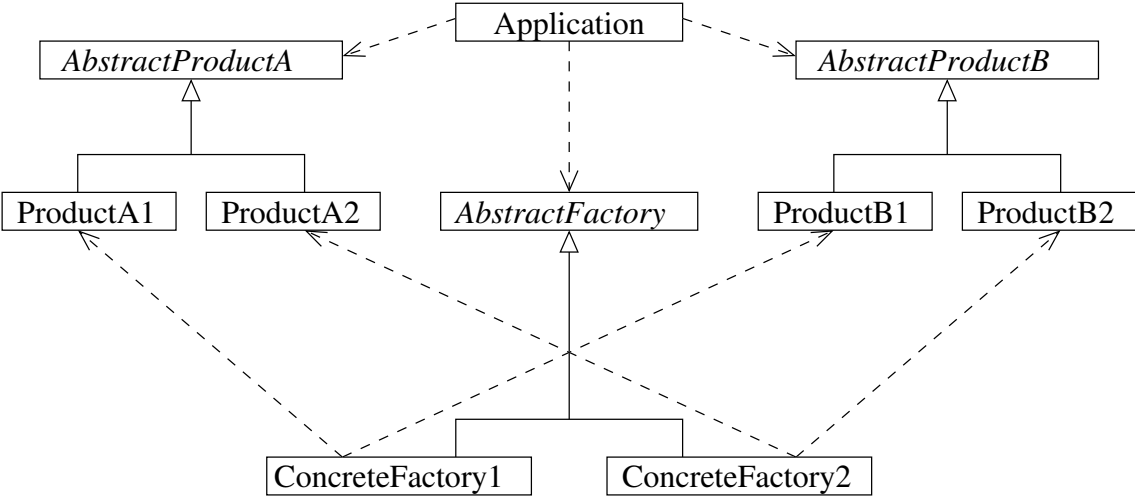 Application
AbstractProductA
AbstractProductB
ProductA1
ProductA2
AbstractFactory
ProductB1
ProductB2
ConcreteFactory1
ConcreteFactory2